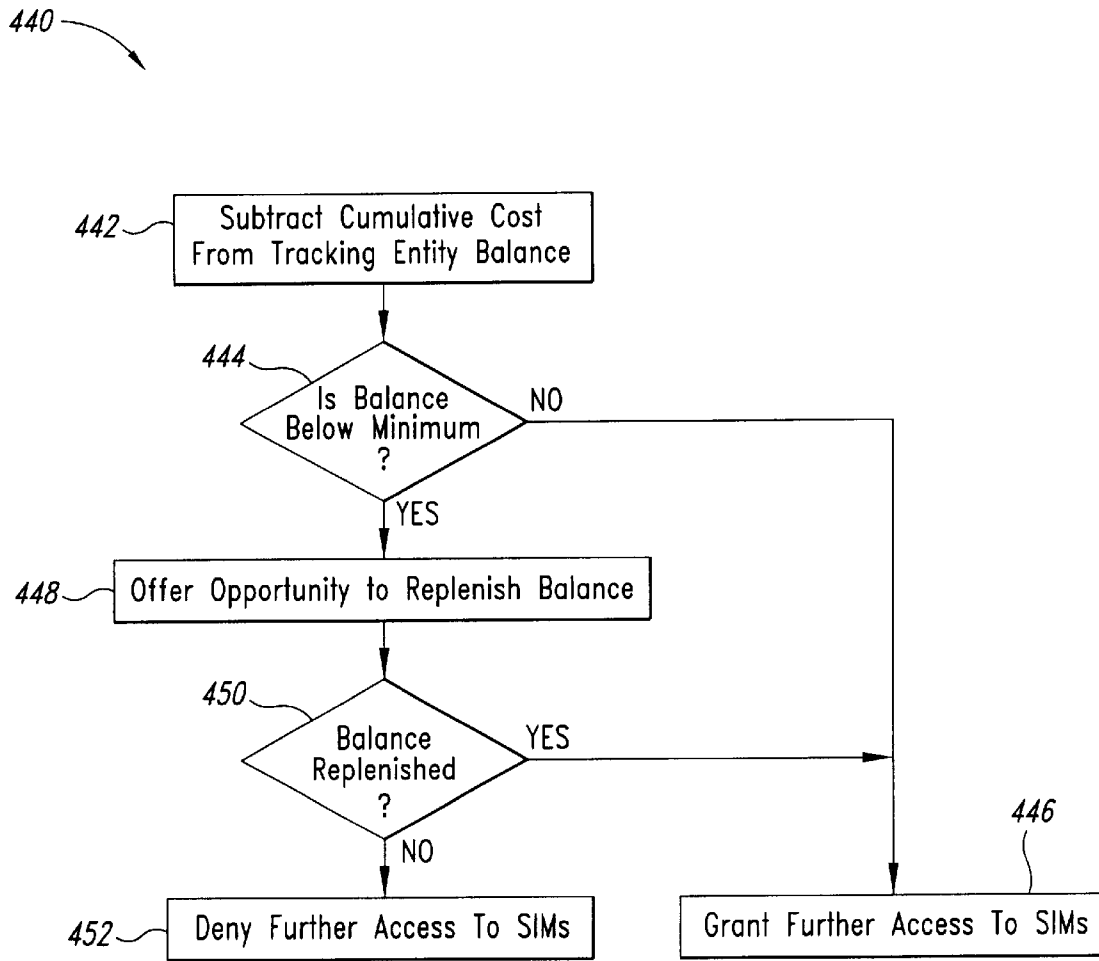 440
442
Subtract Cumulative Cost
From Tracking Entity Balance
444
Is Balance
Below Minimum
?
NO
YES
448
Offer Opportunity to Replenish Balance
450
Balance
Replenished
?
YES
NO
446
452
Deny Further Access To SIMs
Grant Further Access To SIMs